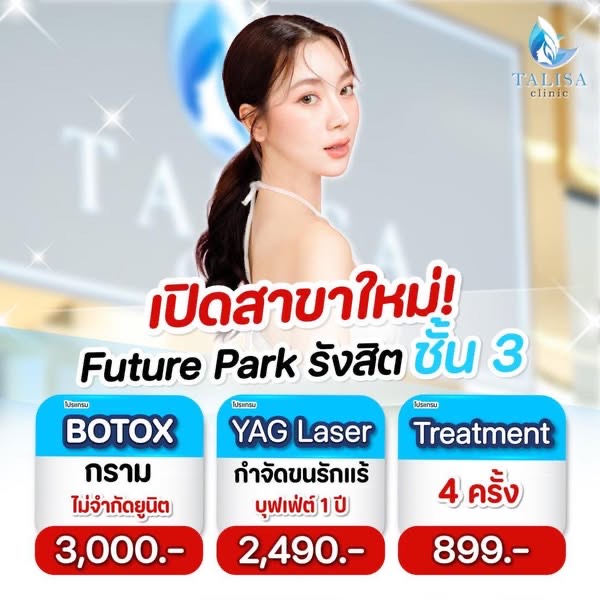 TALISA
clinic
TALISA
เปิดสาขาใหม่!
Future Park รังสิต ชั้น 3
โปรแกรม
BOTOX
กราม
ไม่จำกัดยูนิต
3,000.-
โปรแกรม
YAG Laser
กำจัดขนรักแร้
บุฟเฟ่ต์ 1 ปี
2,490.-
โปรแกรม
Treatment
4 ครั้ง
899.-